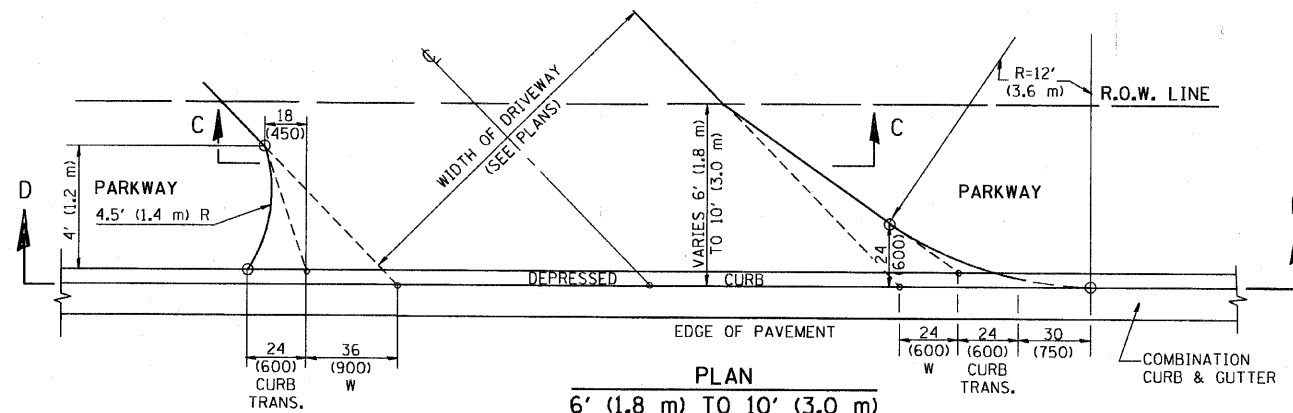 ℄
R=12'
(3.6 m)
R.O.W. LINE
18
(450)
C
C
WIDTH OF DRIVEWAY
(SEE PLANS)
VARIES 6' (1.8 m)
TO 10' (3.0 m)
4' (1.2 m)
PARKWAY
4.5' (1.4 m) R
PARKWAY
D
24
(600)
DEPRESSED CURB
EDGE OF PAVEMENT
24
(600)
CURB
TRANS.
36
(900)
W
24
(600)
W
24
(600)
CURB
TRANS.
30
(750)
COMBINATION
CURB & GUTTER
PLAN
6' (1.8 m) TO 10' (3.0 m)